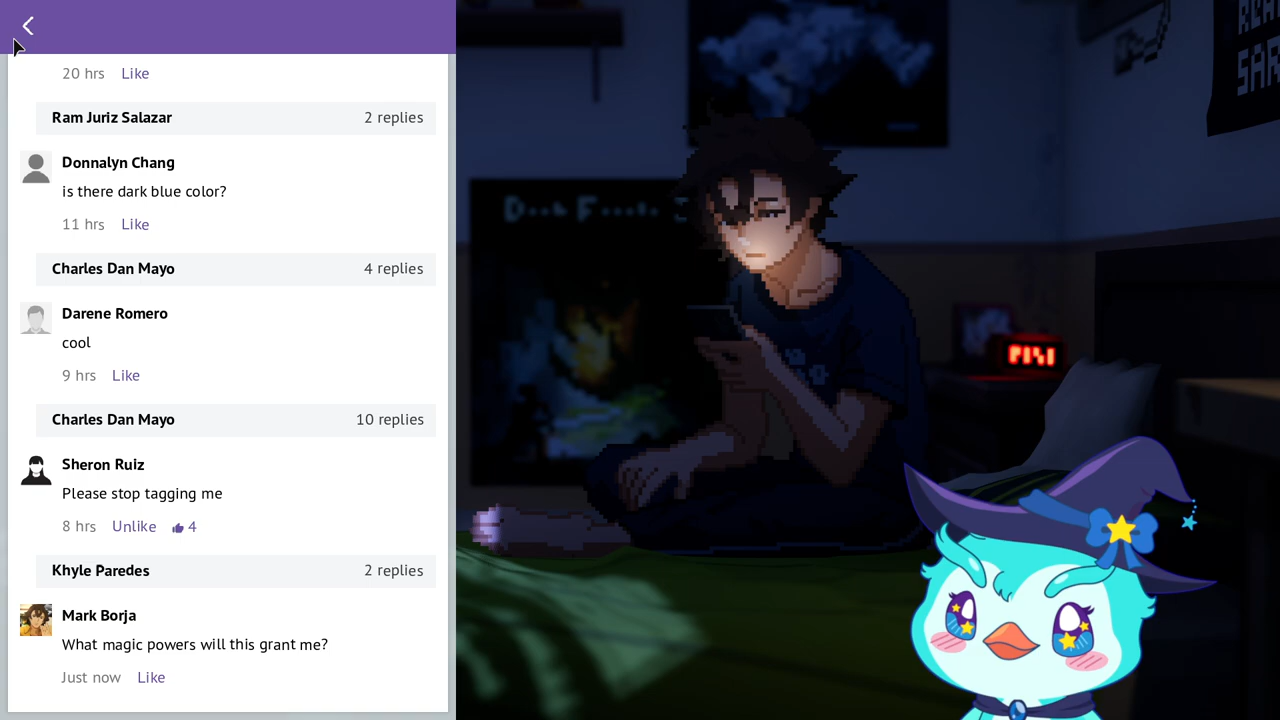 20 hrs Like
Ram Juriz Salazar 2 replies
Donnalyn Chang
is there dark blue color?
11 hrs Like
Charles Dan Mayo 4 replies
Darene Romero
cool
9 hrs Like
Charles Dan Mayo 10 replies
Sheron Ruiz
Please stop tagging me
8 hrs Unlike 4
Khyle Paredes 2 replies
Mark Borja
What magic powers will this grant me?
Just now Like